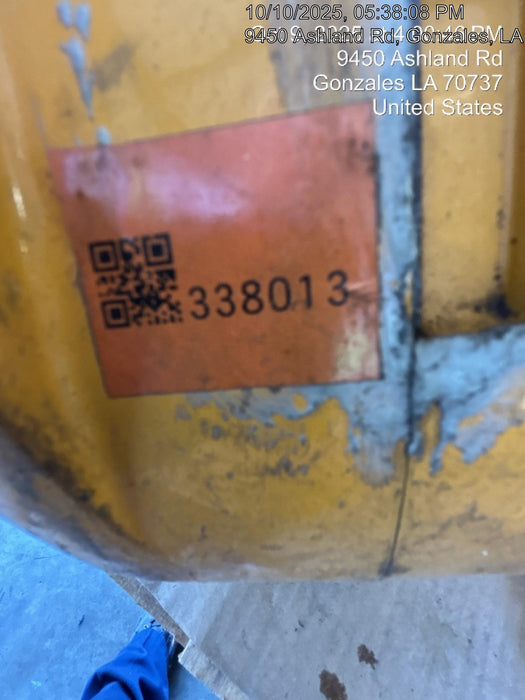 10/10/2025, 05:38:08 PM
9450 Ashland Rd, Gonzales, LA
9450 Ashland Rd
Gonzales LA 70737
United States
338013